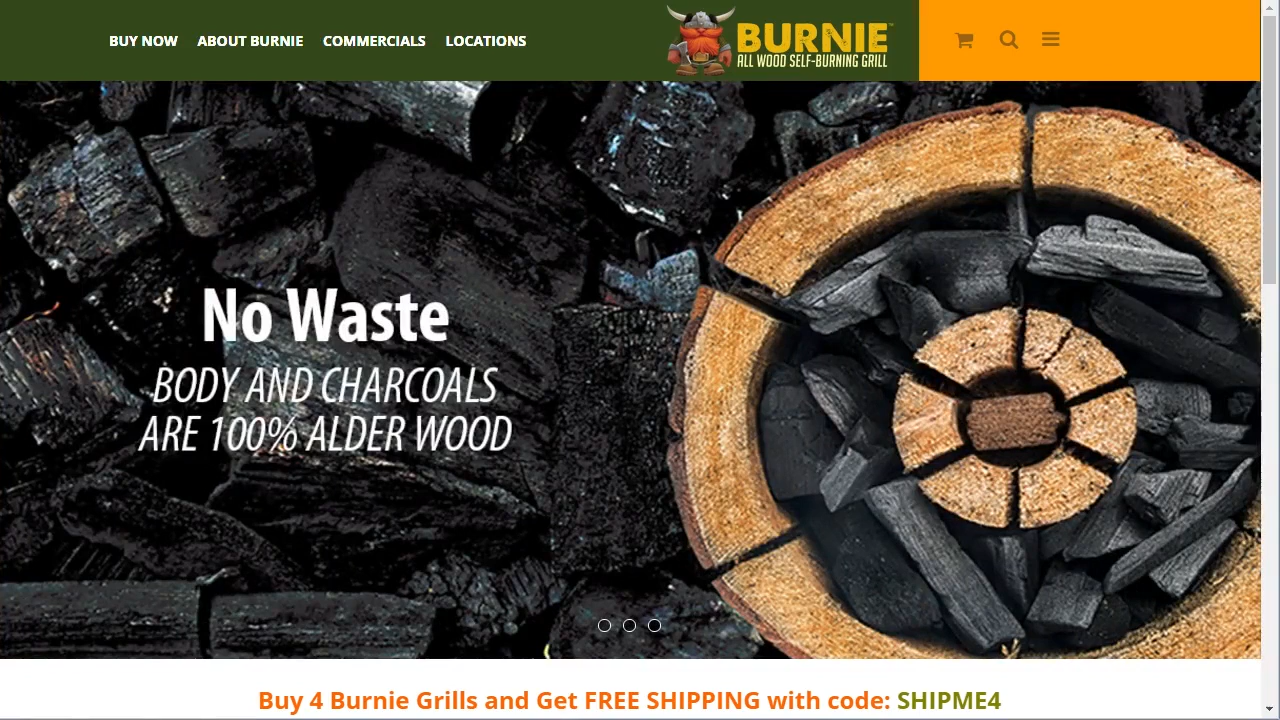 BUY NOW ABOUT BURNIE COMMERCIALS LOCATIONS
BURNIE™
ALL WOOD SELF-BURNING GRILL
No Waste
BODY AND CHARCOALS
ARE 100% ALDER WOOD
Buy 4 Burnie Grills and Get FREE SHIPPING with code: SHIPME4